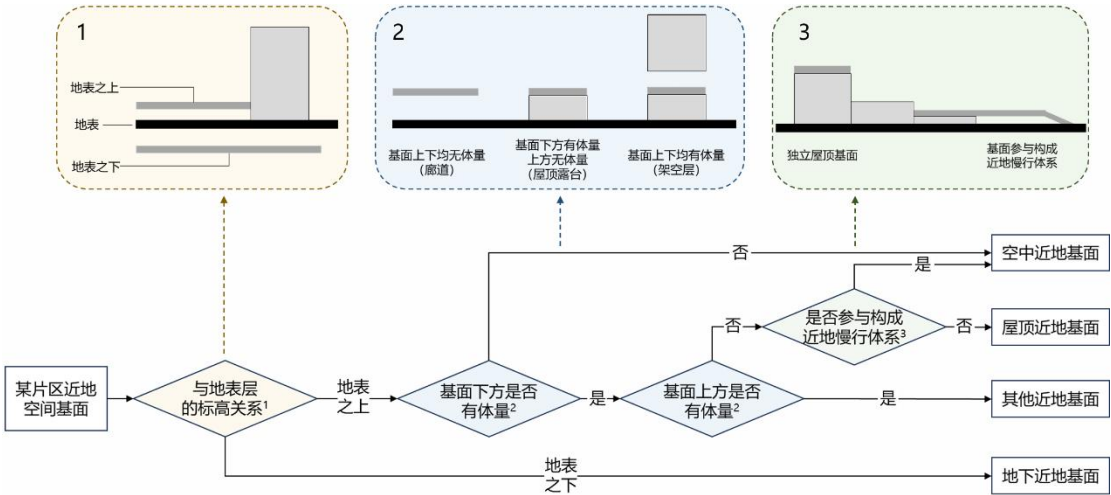 1
地表之上
地表
地表之下
2
基面上下均无体量
(廊道)
基面下方有体量
上方无体量
(屋顶露台)
基面上下均有体量
(架空层)
3
独立屋顶基面
基面参与构成
近地慢行体系
否
空中近地基面
是
是否参与构成
近地慢行体系3
否
否
屋顶近地基面
某片区近地
空间基面
与地表层
的标高关系1
地表
之上
基面下方是否
有体量2
是
基面上方是否
有体量2
是
其他近地基面
地表
之下
地下近地基面